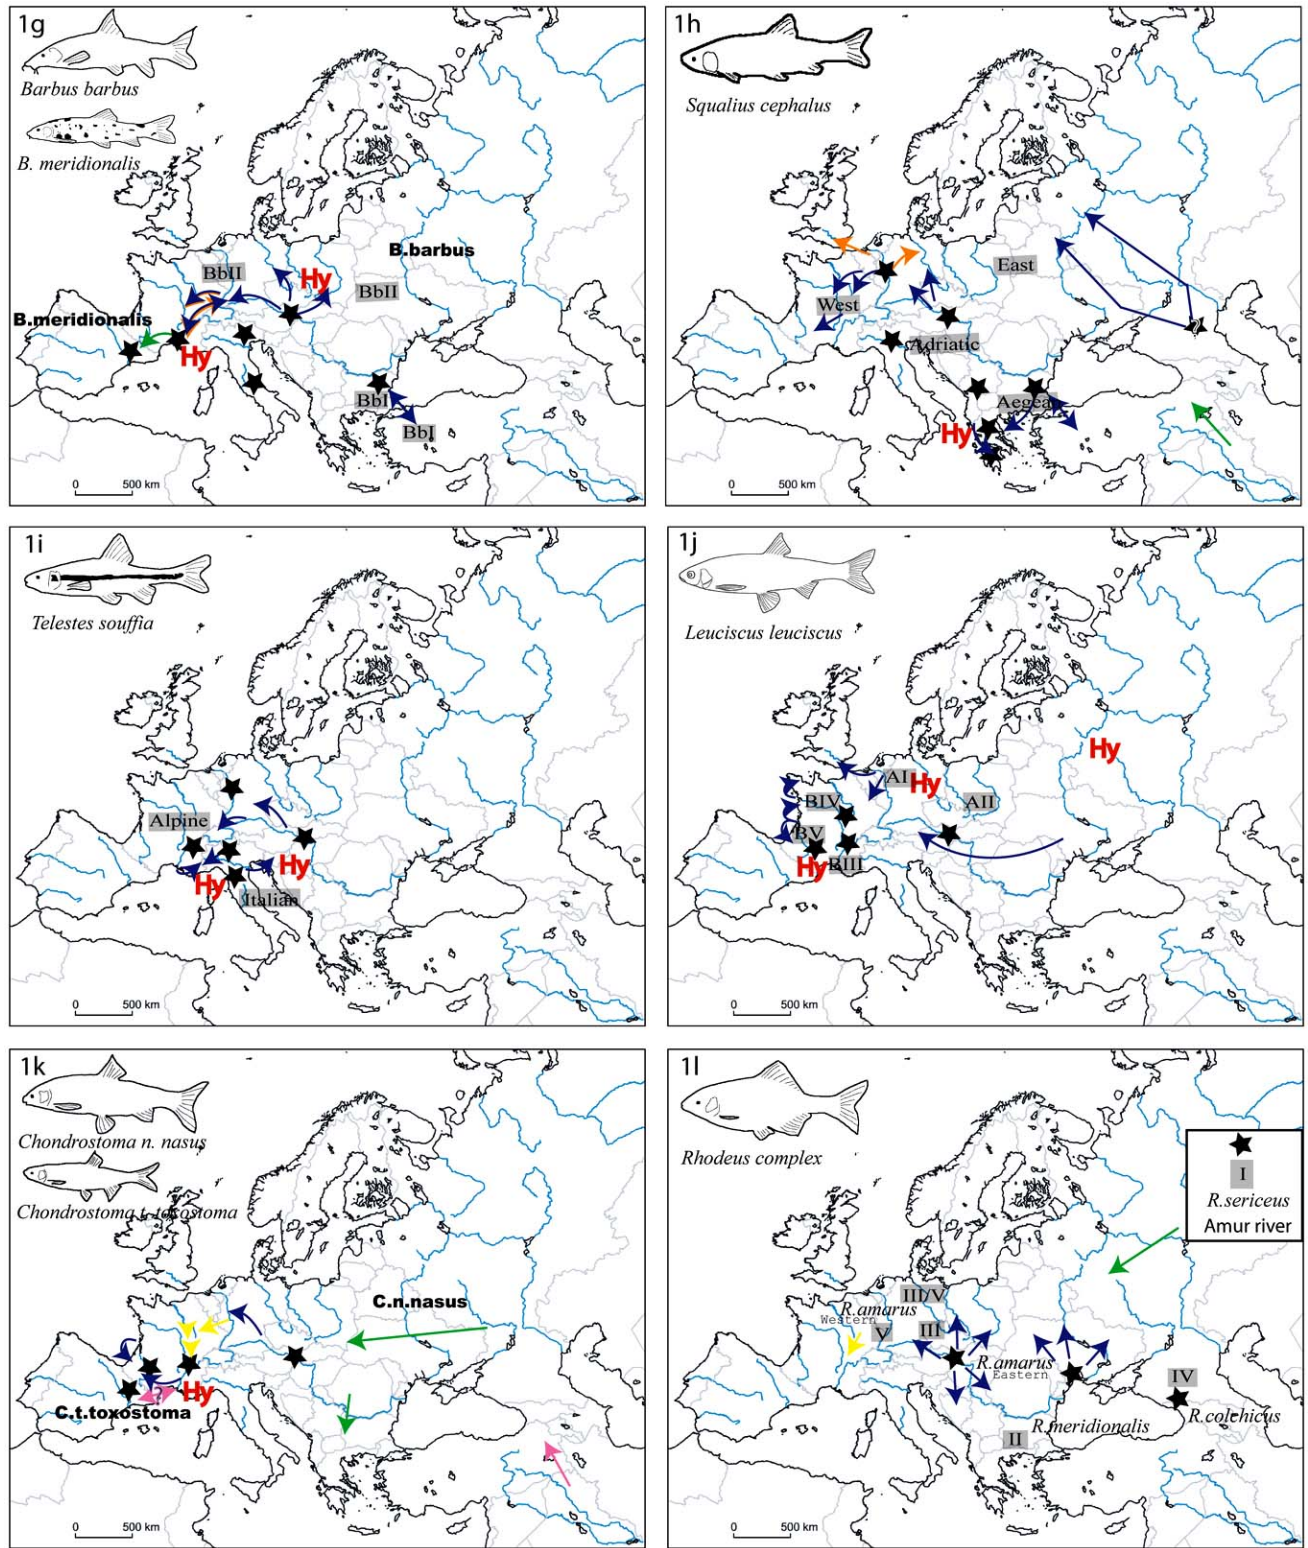 1g
Barbus barbus
B. meridionalis
B.barbus
Hy
BbII
BbII
B.meridionalis
Hy
BbI
BbI
0 500 km
1h
Squalius cephalus
East
West
Adriatic
?
Aegea
Hy
0 500 km
1i
Telestes souffia
Alpine
Hy
Hy
Italian
0 500 km
1j
Leuciscus leuciscus
Hy
AI
Hy
BIV
AII
BV
Hy
BIII
0 500 km
1k
Chondrostoma n. nasus
Chondrostoma t. toxostoma
C.n.nasus
Hy
?
C.t.toxostoma
0 500 km
1l
Rhodeus complex
I
R.sericeus
Amur river
III/V
R.amarus
Western
V
III
R.amarus
Eastern
IV
R.colchicus
R.meridionalis
II
0 500 km